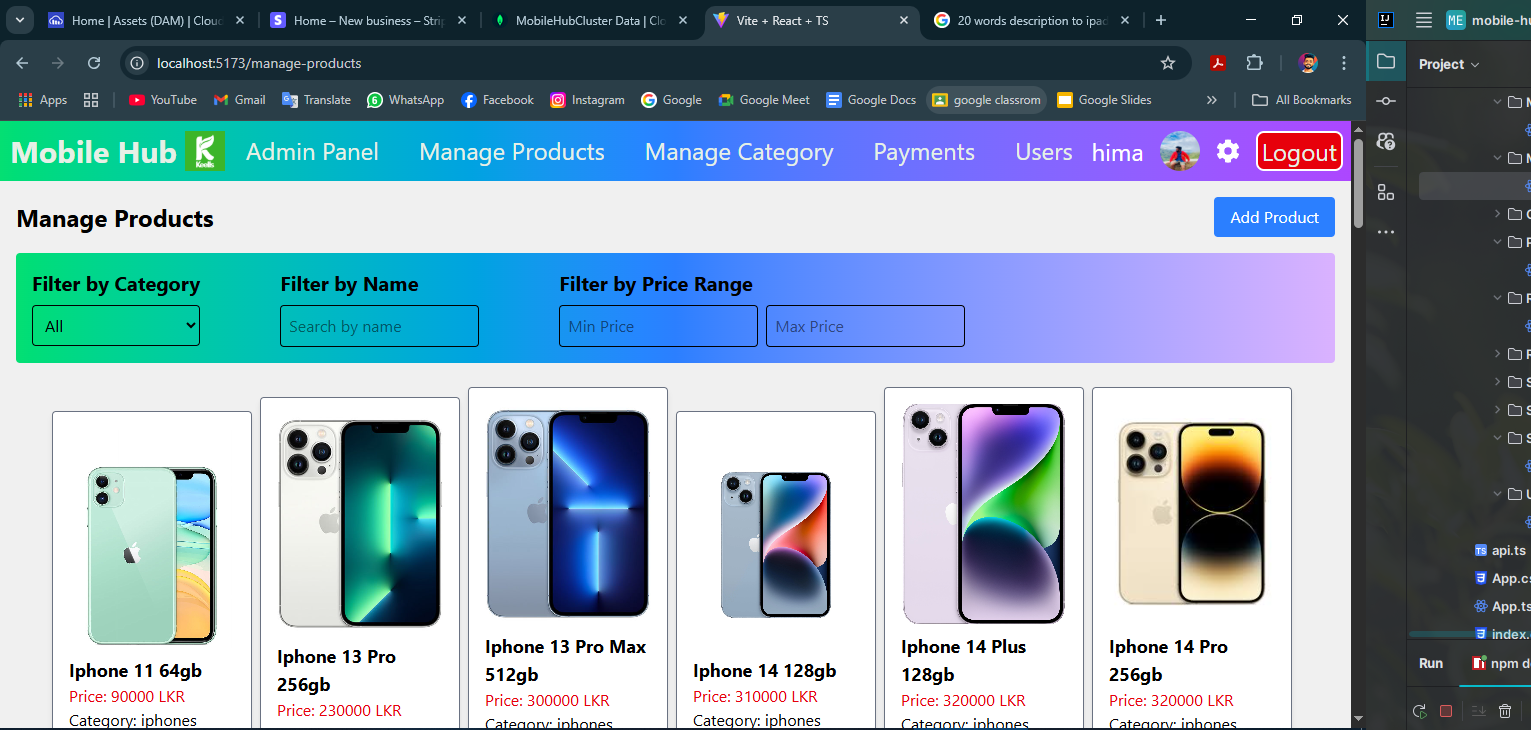 Home | Assets (DAM) | Cloud
Home – New business – Strip
MobileHubCluster Data | Clo
Vite + React + TS
20 words description to ipad
ME mobile-hu
localhost:5173/manage-products
Project
Apps
YouTube
Gmail
Translate
WhatsApp
Facebook
Instagram
Google
Google Meet
Google Docs
google classrom
Google Slides
All Bookmarks
Mobile Hub
Keells
Admin Panel
Manage Products
Manage Category
Payments
Users
hima
Logout
Manage Products
Add Product
Filter by Category
Filter by Name
Filter by Price Range
All
Search by name
Min Price
Max Price
Iphone 11 64gb
Price: 90000 LKR
Category: iphones
Iphone 13 Pro
256gb
Price: 230000 LKR
Iphone 13 Pro Max
512gb
Price: 300000 LKR
Category: iphones
Iphone 14 128gb
Price: 310000 LKR
Category: iphones
Iphone 14 Plus
128gb
Price: 320000 LKR
Category: iphones
Iphone 14 Pro
256gb
Price: 320000 LKR
Category: iphones
api.ts
App.cs
App.ts
index.
Run
npm d